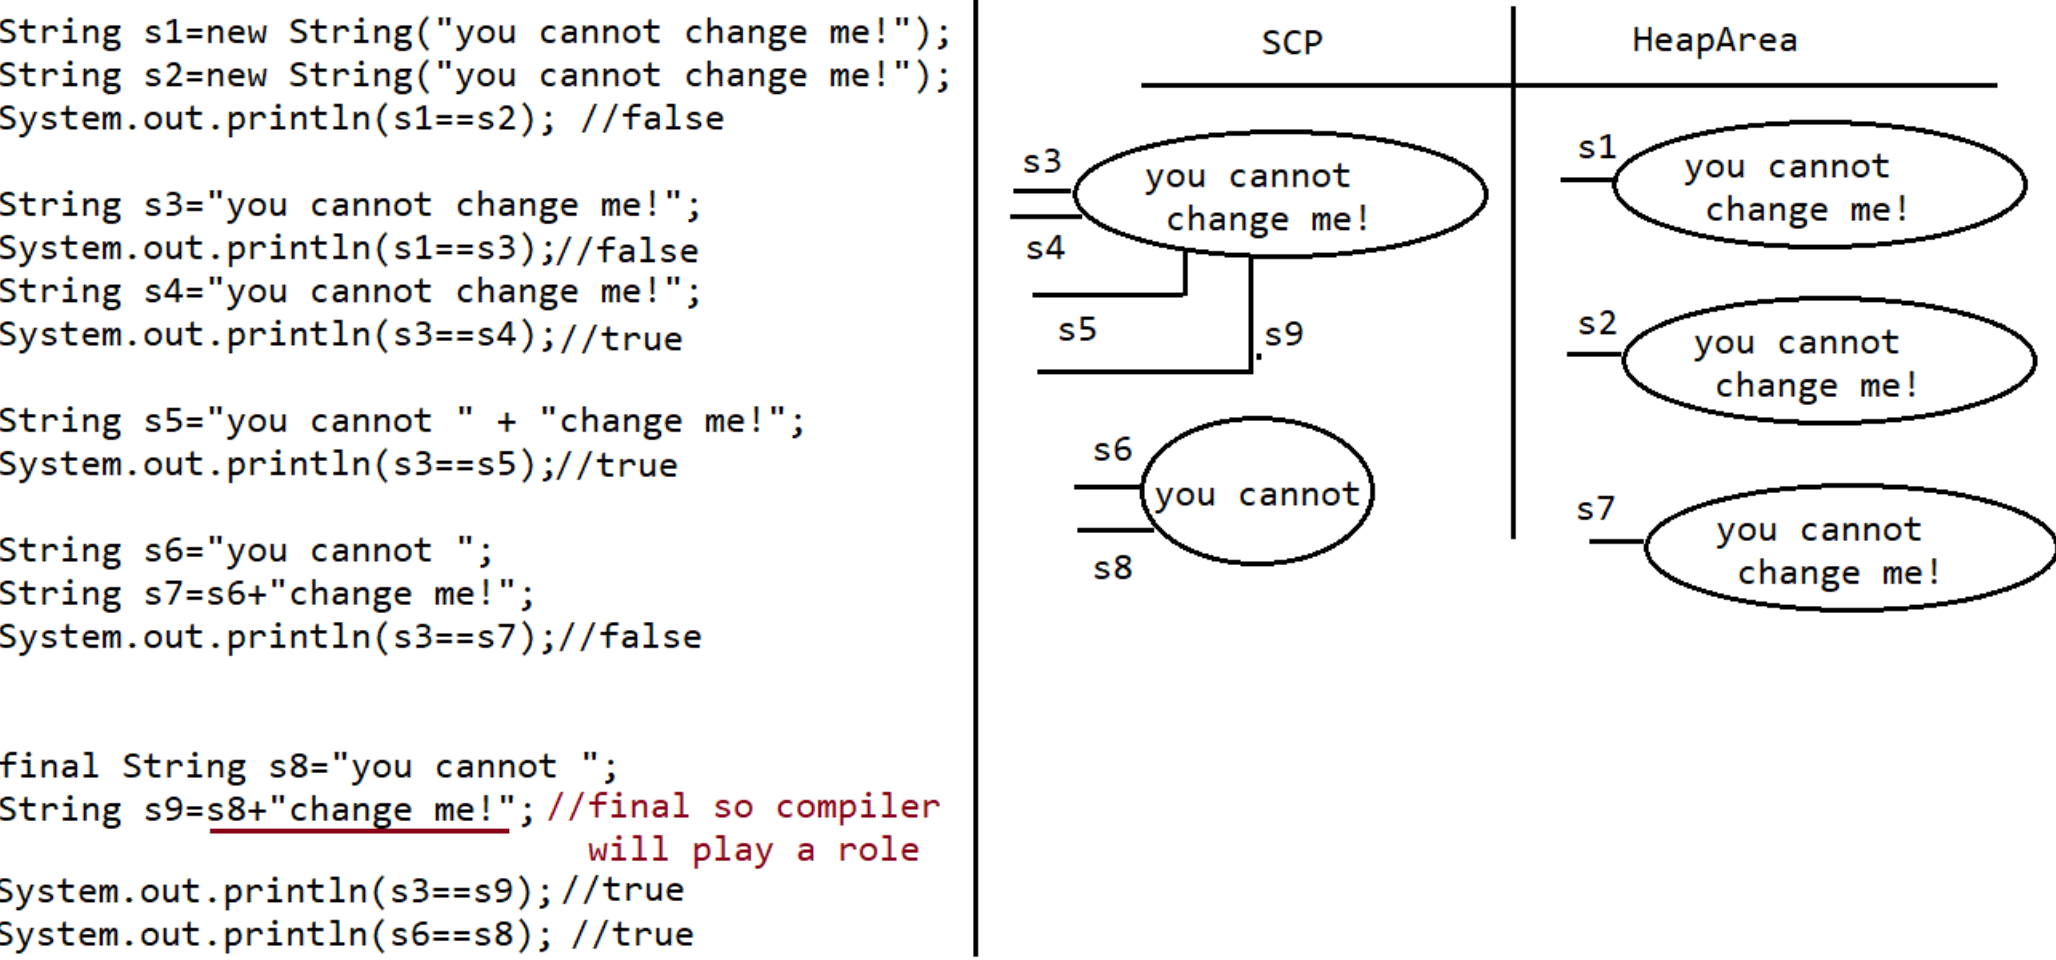 String s1=new String("you cannot change me!");
String s2=new String("you cannot change me!");
System.out.println(s1==s2); //false
String s3="you cannot change me!";
System.out.println(s1==s3);//false
String s4="you cannot change me!";
System.out.println(s3==s4);//true
String s5="you cannot " + "change me!";
System.out.println(s3==s5);//true
String s6="you cannot ";
String s7=s6+"change me!";
System.out.println(s3==s7);//false
final String s8="you cannot ";
String s9=s8+"change me!"; //final so compiler
will play a role
System.out.println(s3==s9);//true
System.out.println(s6==s8); //true
SCP
s3
you cannot
change me!
s4
s5
s9
s6
you cannot
s8
HeapArea
s1
you cannot
change me!
s2
you cannot
change me!
s7
you cannot
change me!